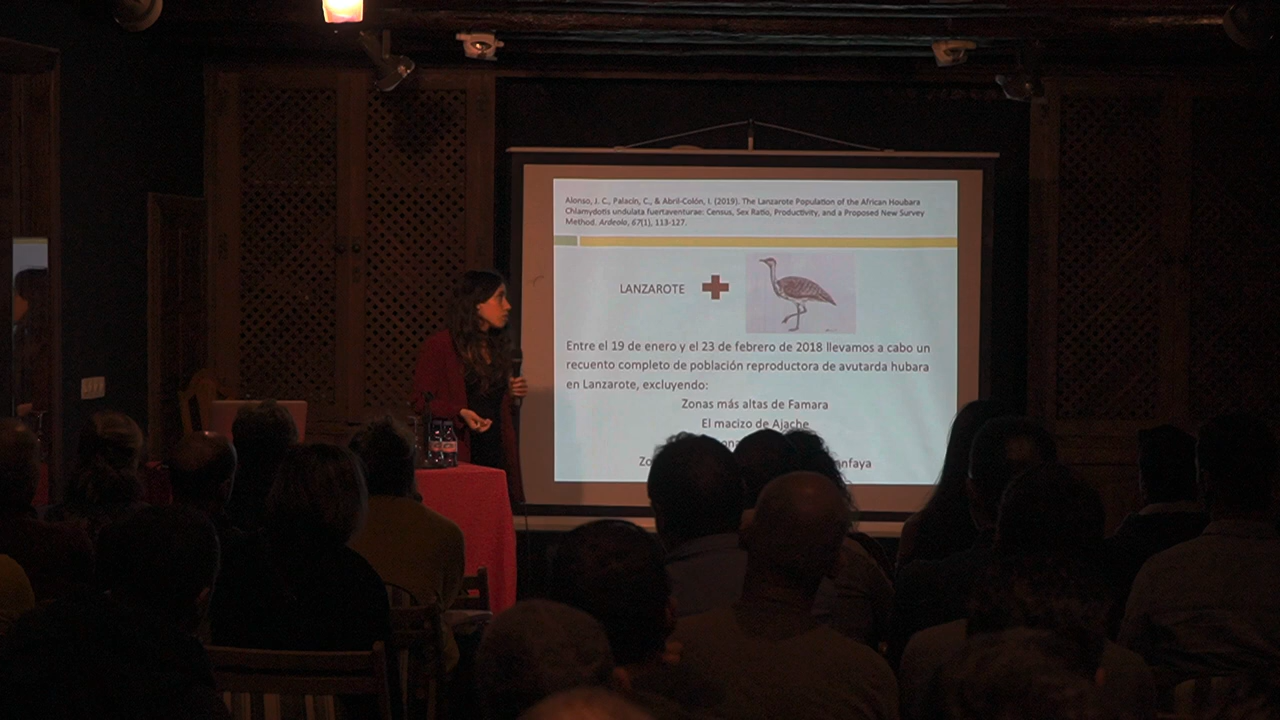 Alonso, J. C., Palacín, C., & Abril-Colón, I. (2019). The Lanzarote Population of the African Houbara
Chlamydotis undulata fuertaventurae: Census, Sex Ratio, Productivity, and a Proposed New Survey
Method. Ardeola, 67(1), 113-127.
LANZAROTE
Entre el 19 de enero y el 23 de febrero de 2018 llevamos a cabo un
recuento completo de población reproductora de avutarda hubara
en Lanzarote, excluyendo:
Zonas más altas de Famara
El macizo de Ajache